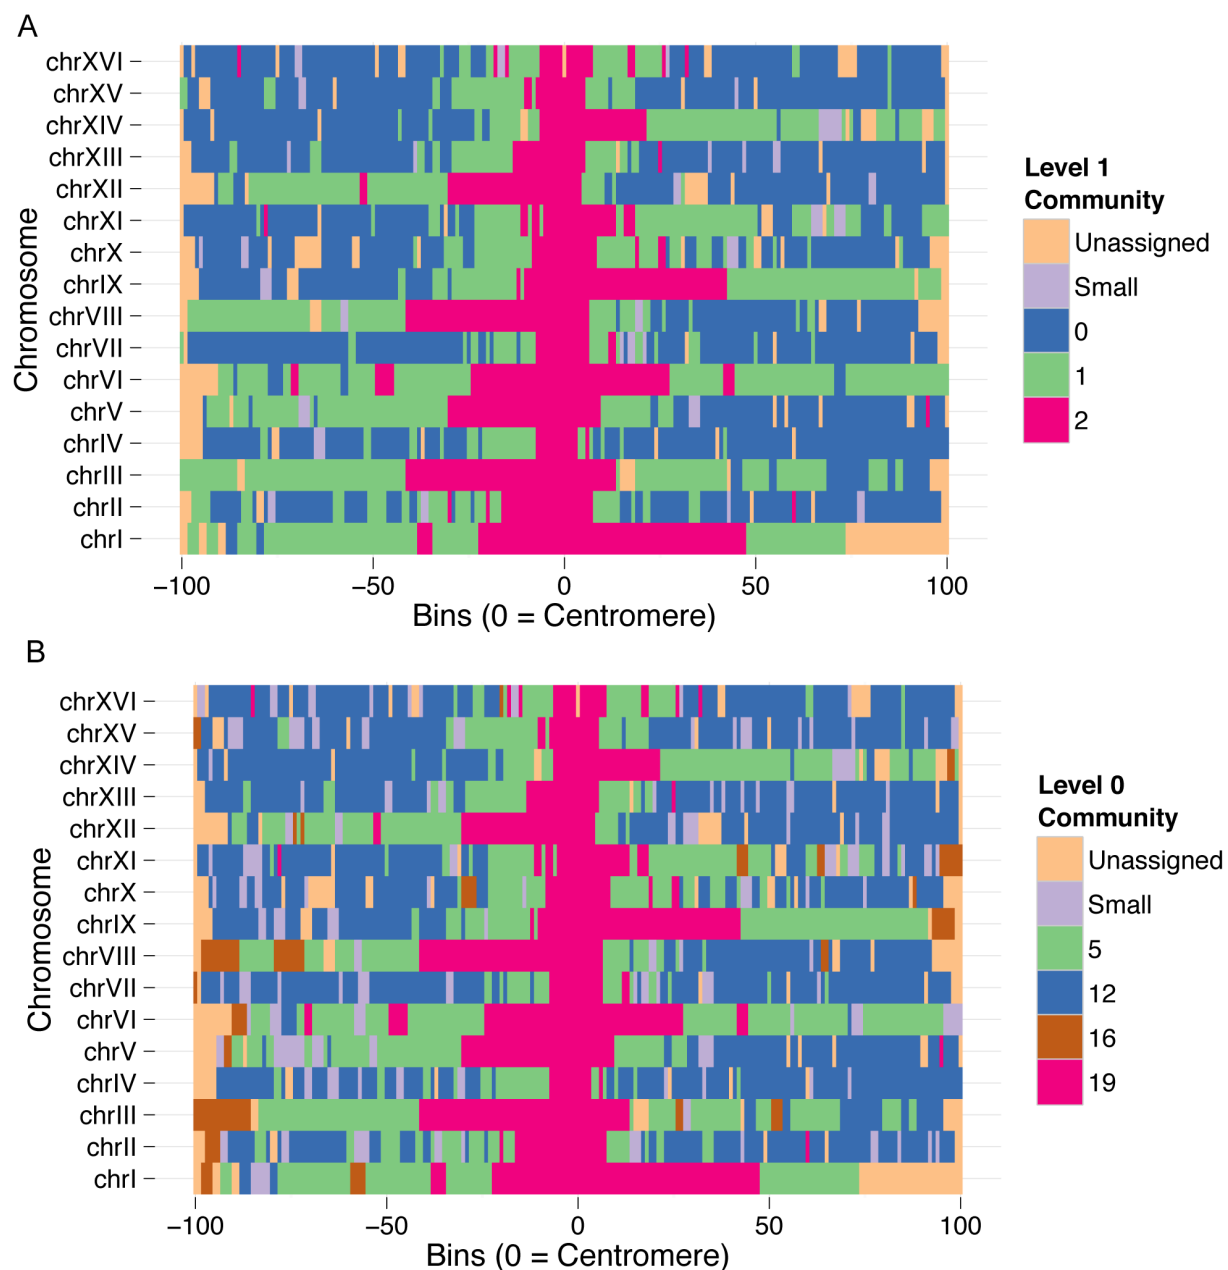 A
chrXVI
chrXV
chrXIV
chrXIII
chrXII
chrXI
chrX
chrIX
chrVIII
chrVII
chrVI
chrV
chrIV
chrIII
chrII
chrI
Chromosome
−100 −50 0 50 100
Bins (0 = Centromere)
Level 1
Community
Unassigned
Small
0
1
2
B
chrXVI
chrXV
chrXIV
chrXIII
chrXII
chrXI
chrX
chrIX
chrVIII
chrVII
chrVI
chrV
chrIV
chrIII
chrII
chrI
Chromosome
−100 −50 0 50 100
Bins (0 = Centromere)
Level 0
Community
Unassigned
Small
5
12
16
19